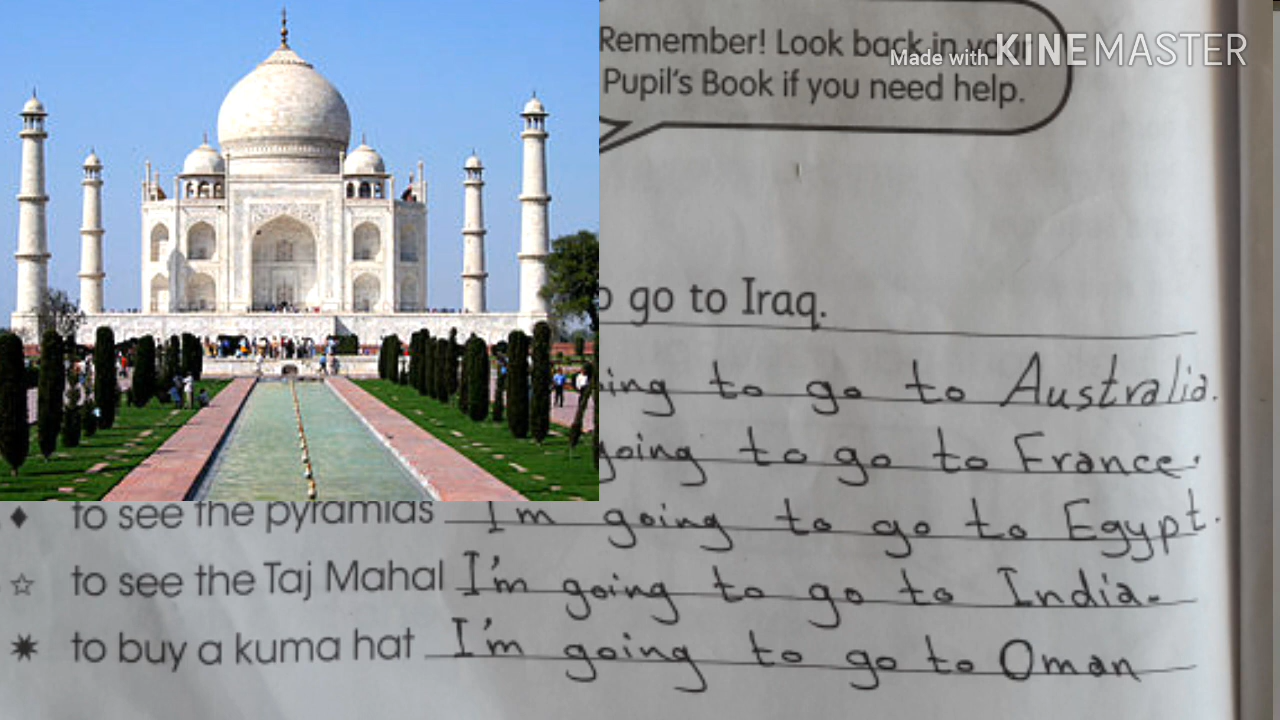 Remember! Look back in your
Made with KINEMASTER
Pupil's Book if you need help.
go to Iraq.
to go to Australia.
going to go to France.
to see the pyramids I'm going to go to Egypt.
to see the Taj Mahal I'm going to go to India.
to buy a kuma hat I'm going to go to Oman